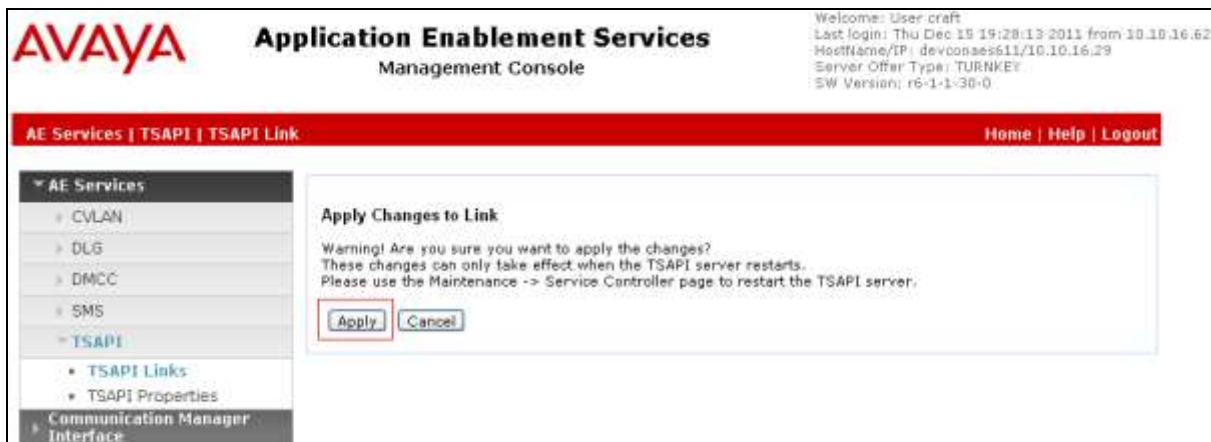 AVAYA
Application Enablement Services
Management Console
Welcome: User craft
Last login: Thu Dec 15 19:28:13 2011 from 10.10.16.62
HostName/IP: devconaes611/10.10.16.29
Server Offer Type: TURNKEY
SW Version: r6-1-1-30-0
AE Services | TSAPI | TSAPI Link
Home | Help | Logout
AE Services
CVLAN
DLG
DMCC
SMS
TSAPI
TSAPI Links
TSAPI Properties
Communication Manager
Interface
Apply Changes to Link
Warning! Are you sure you want to apply the changes?
These changes can only take effect when the TSAPI server restarts.
Please use the Maintenance -> Service Controller page to restart the TSAPI server.
Apply
Cancel